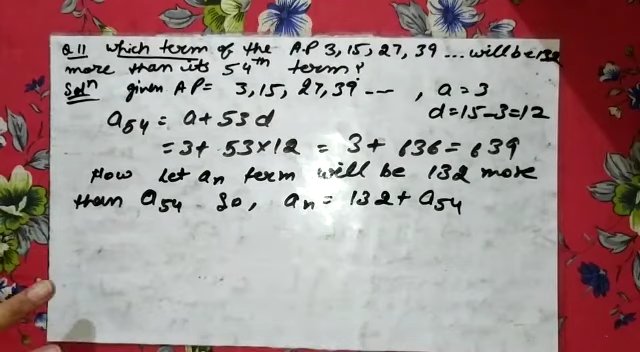 Q11 which term of the A.P 3, 15, 27, 39 ... will be 132
more than its 54th term?
Soln given AP = 3, 15, 27, 39 ---- , a = 3
d = 15-3 = 12
a54 = a + 53d
= 3 + 53×12 = 3 + 636 = 639
Now let an term will be 132 more
than a54 So, an = 132 + a54